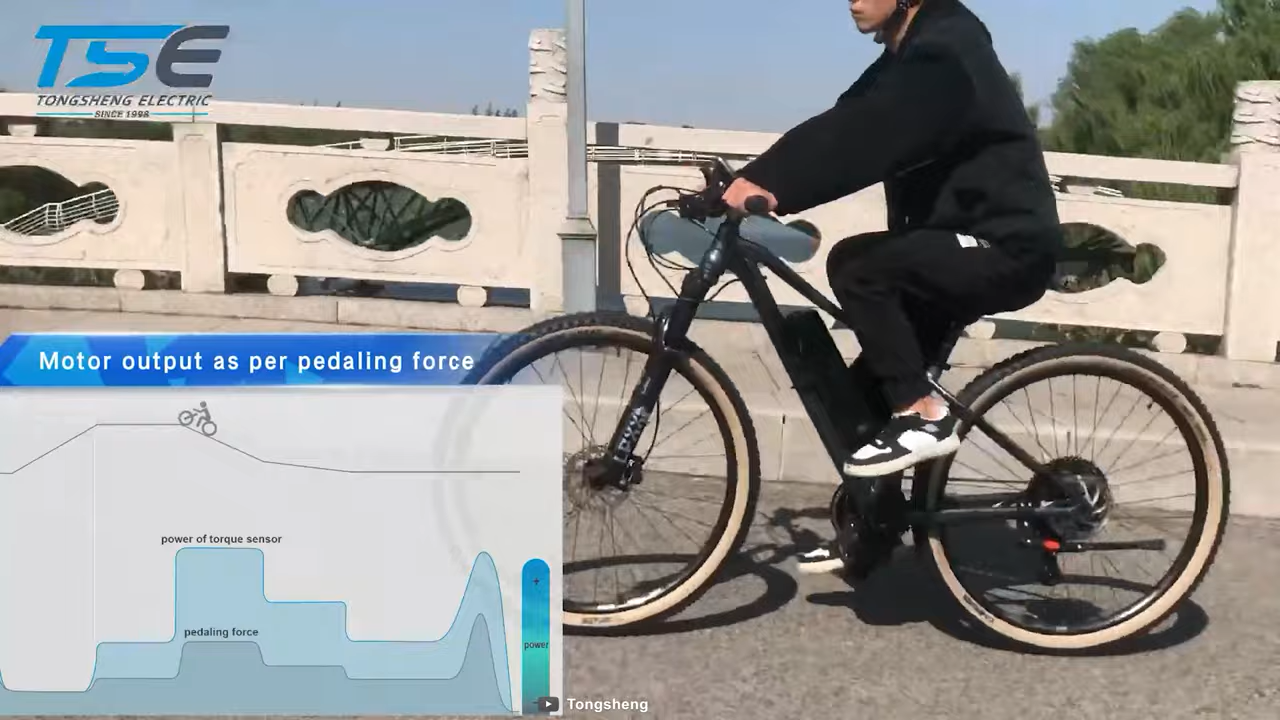 TSE
TONGSHENG ELECTRIC
SINCE 1998
Motor output as per pedaling force
power of torque sensor
pedaling force
+
power
Tongsheng